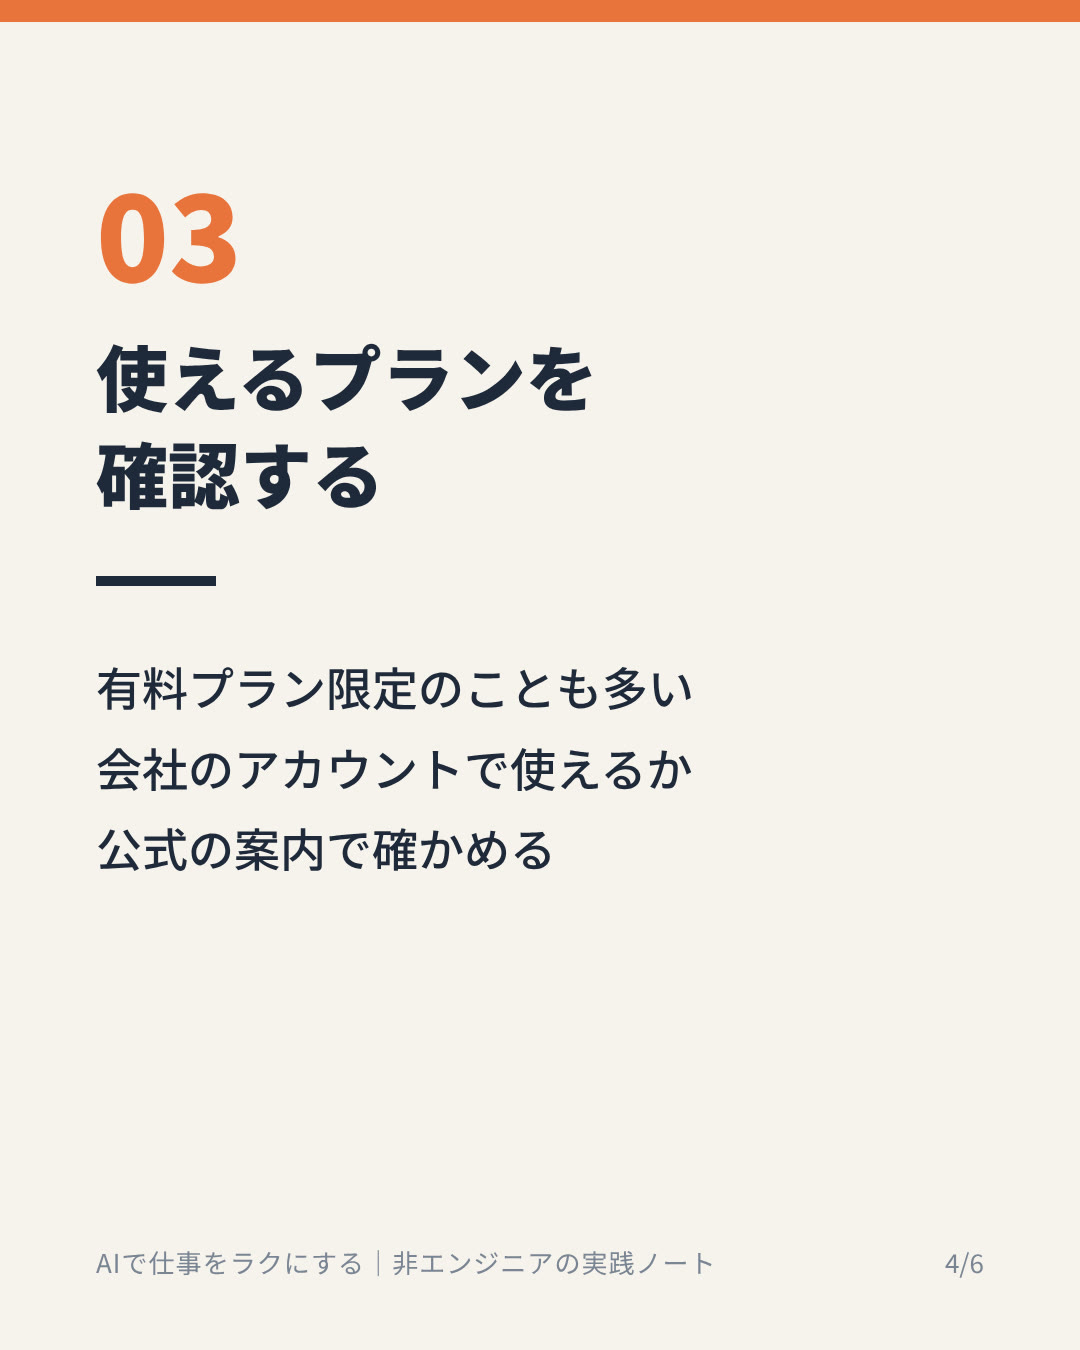 03
使えるプランを
確認する
有料プラン限定のことも多い
会社のアカウントで使えるか
公式の案内で確かめる
AIで仕事をラクにする｜非エンジニアの実践ノート
4/6